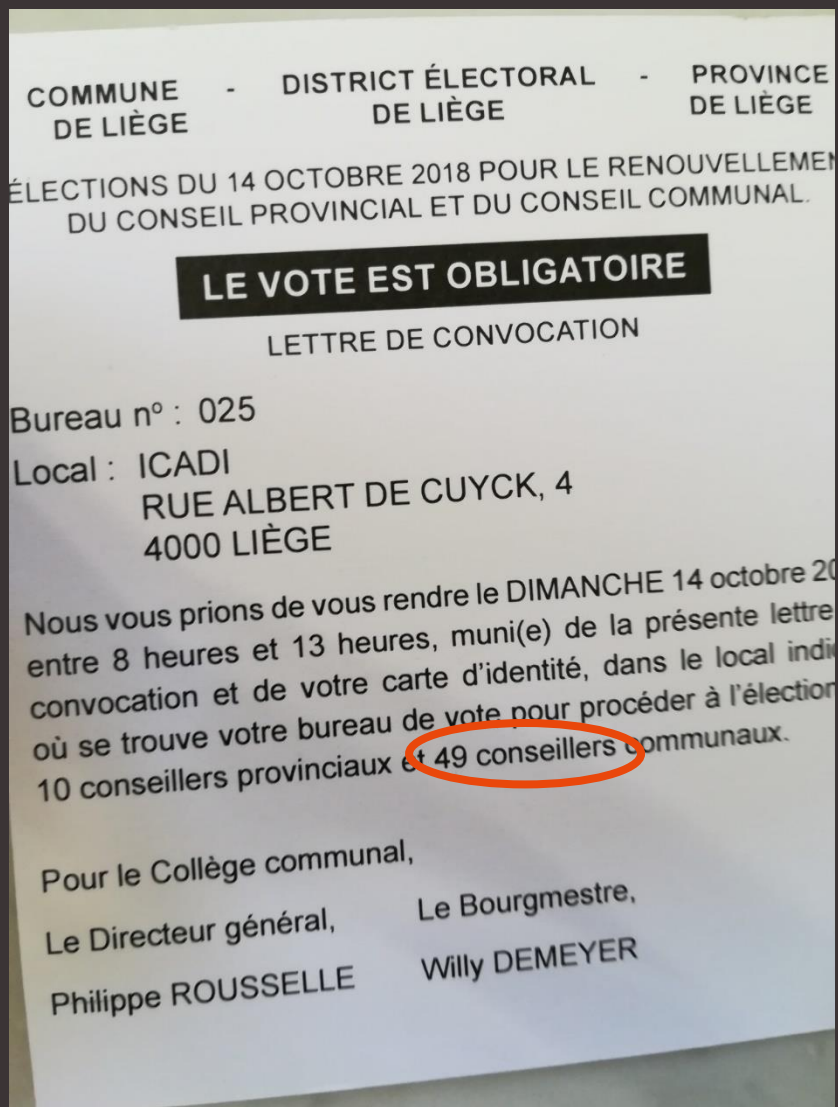 COMMUNE - DISTRICT ÉLECTORAL - PROVINCE
DE LIÈGE DE LIÈGE DE LIÈGE
ÉLECTIONS DU 14 OCTOBRE 2018 POUR LE RENOUVELLEMEN
DU CONSEIL PROVINCIAL ET DU CONSEIL COMMUNAL.
LE VOTE EST OBLIGATOIRE
LETTRE DE CONVOCATION
Bureau nº : 025
Local : ICADI
RUE ALBERT DE CUYCK, 4
4000 LIÈGE
Nous vous prions de vous rendre le DIMANCHE 14 octobre 20
entre 8 heures et 13 heures, muni(e) de la présente lettre
convocation et de votre carte d'identité, dans le local indi
où se trouve votre bureau de vote pour procéder à l'élection
10 conseillers provinciaux et 49 conseillers communaux.
Pour le Collège communal,
Le Directeur général, Le Bourgmestre,
Philippe ROUSSELLE Willy DEMEYER